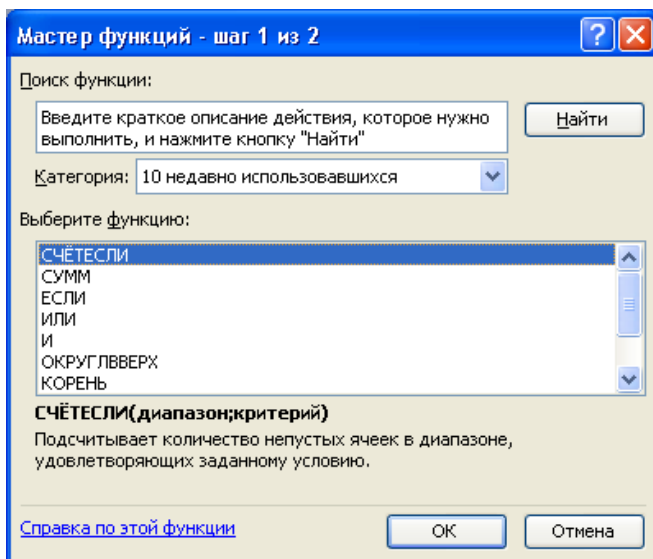 Мастер функций - шаг 1 из 2
Поиск функции:
Введите краткое описание действия, которое нужно
выполнить, и нажмите кнопку "Найти"
Найти
Категория: 10 недавно использовавшихся
Выберите функцию:
СЧЁТЕСЛИ
СУММ
ЕСЛИ
ИЛИ
И
ОКРУГЛВВЕРХ
КОРЕНЬ
СЧЁТЕСЛИ(диапазон;критерий)
Подсчитывает количество непустых ячеек в диапазоне,
удовлетворяющих заданному условию.
Справка по этой функции
ОК
Отмена